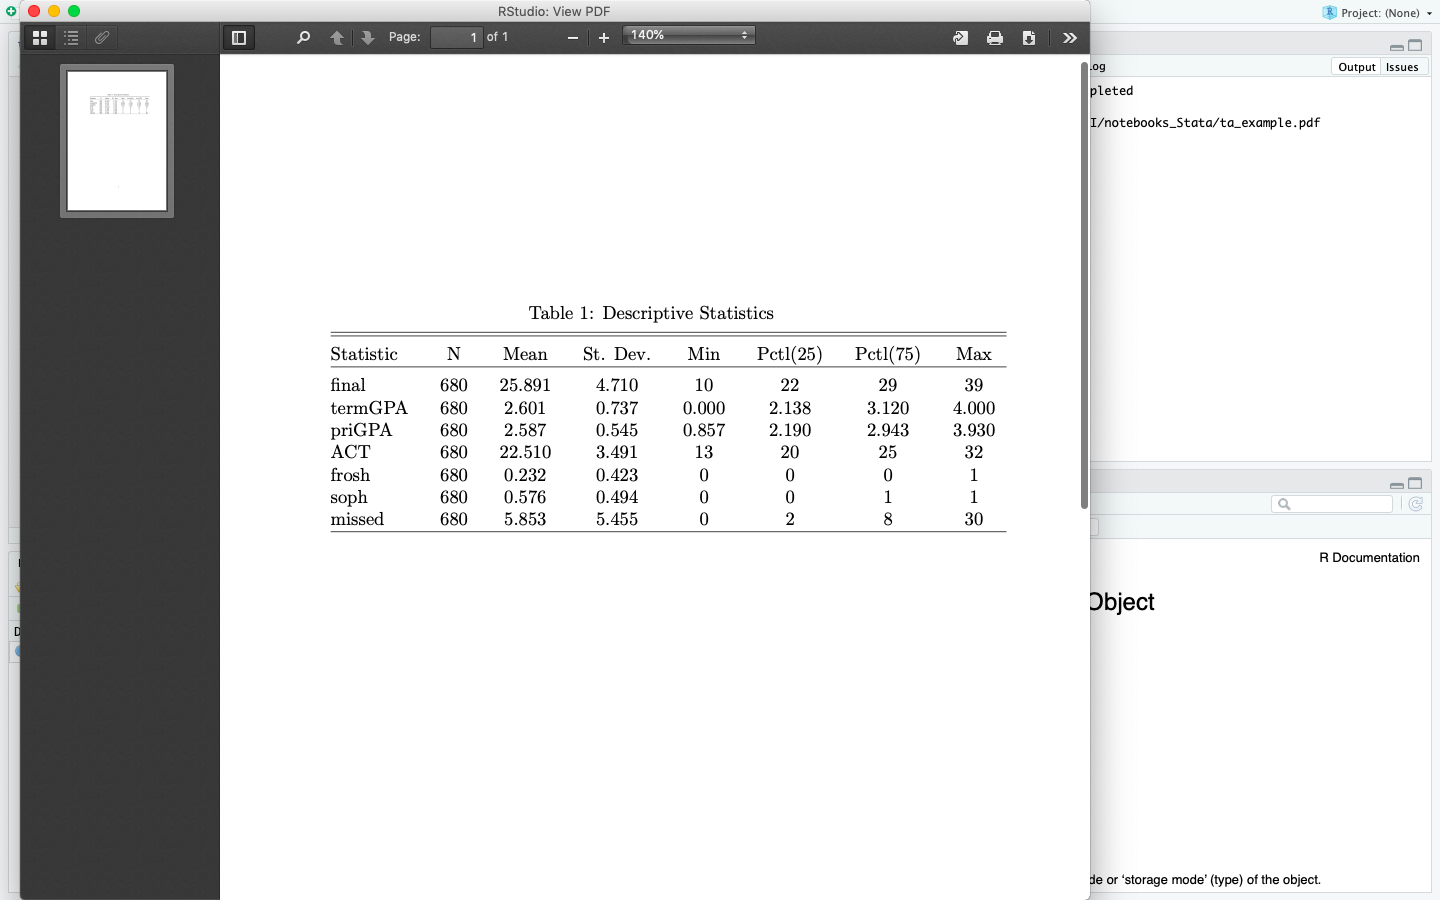 RStudio: View PDF
Project: (None)
Page: 1 of 1
140%
Output Issues
pleted
I/notebooks_Stata/ta_example.pdf
Table 1: Descriptive Statistics
Statistic N Mean St. Dev. Min Pctl(25) Pctl(75) Max
final 680 25.891 4.710 10 22 29 39
termGPA 680 2.601 0.737 0.000 2.138 3.120 4.000
priGPA 680 2.587 0.545 0.857 2.190 2.943 3.930
ACT 680 22.510 3.491 13 20 25 32
frosh 680 0.232 0.423 0 0 0 1
soph 680 0.576 0.494 0 0 1 1
missed 680 5.853 5.455 0 2 8 30
R Documentation
Object
de or ‘storage mode’ (type) of the object.